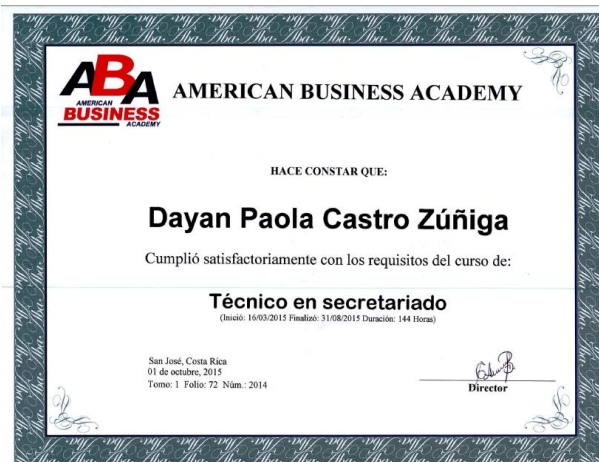 ABA
AMERICAN
BUSINESS
ACADEMY
AMERICAN BUSINESS ACADEMY
HACE CONSTAR QUE:
Dayan Paola Castro Zúñiga
Cumplió satisfactoriamente con los requisitos del curso de:
Técnico en secretariado
(Inició: 16/03/2015 Finalizó: 31/08/2015 Duración: 144 Horas)
San José, Costa Rica
01 de octubre, 2015
Tomo: 1 Folio: 72 Núm.: 2014
Director